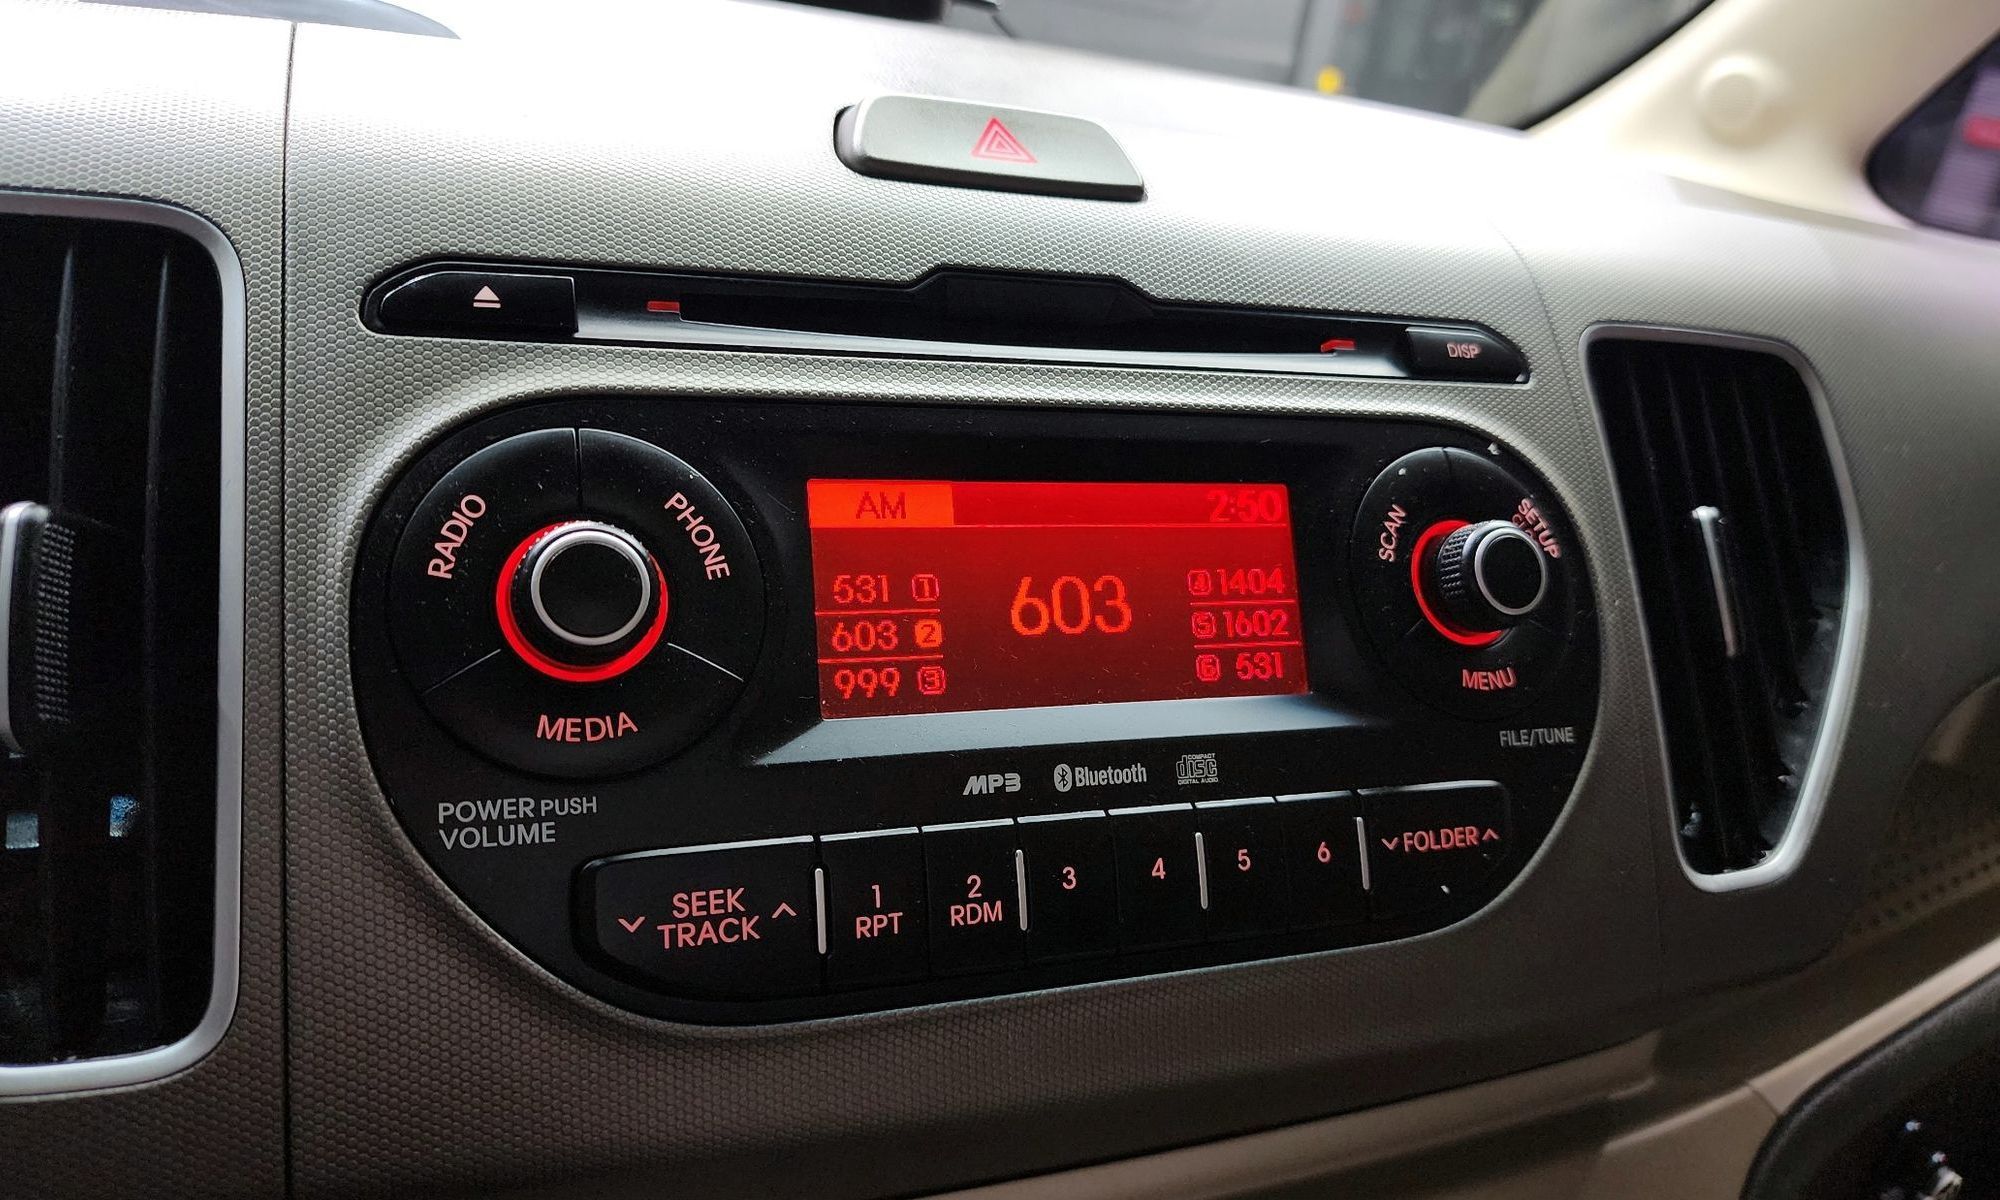 DISP
RADIO
PHONE
MEDIA
POWER PUSH
VOLUME
AM 2:50
531 1
603 2
999 3
603
4 1404
5 1602
6 531
SCAN
SETUP
MENU
FILE/TUNE
MP3 Bluetooth COMPACT disc DIGITAL AUDIO
SEEK
TRACK
1
RPT
2
RDM
3
4
5
6
FOLDER